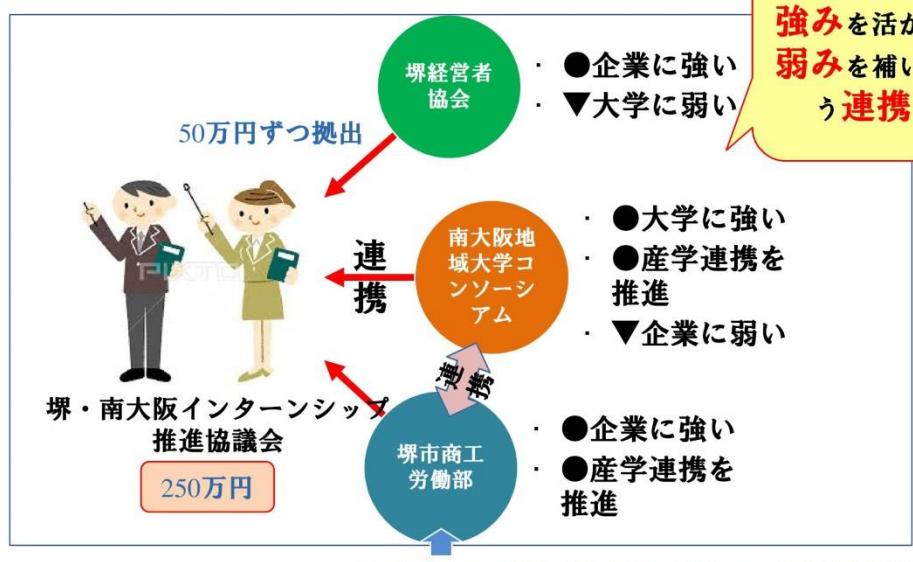 強みを活か
弱みを補い
う連携
堺経営者
協会
・ ●企業に強い
・ ▼大学に弱い
50万円ずつ拠出
連
携
南大阪地
域大学コ
ンソーシ
アム
・ ●大学に強い
・ ●産学連携を
推進
・ ▼企業に弱い
連携
堺・南大阪インターンシップ
推進協議会
250万円
堺市商工
労働部
・ ●企業に強い
・ ●産学連携を
推進